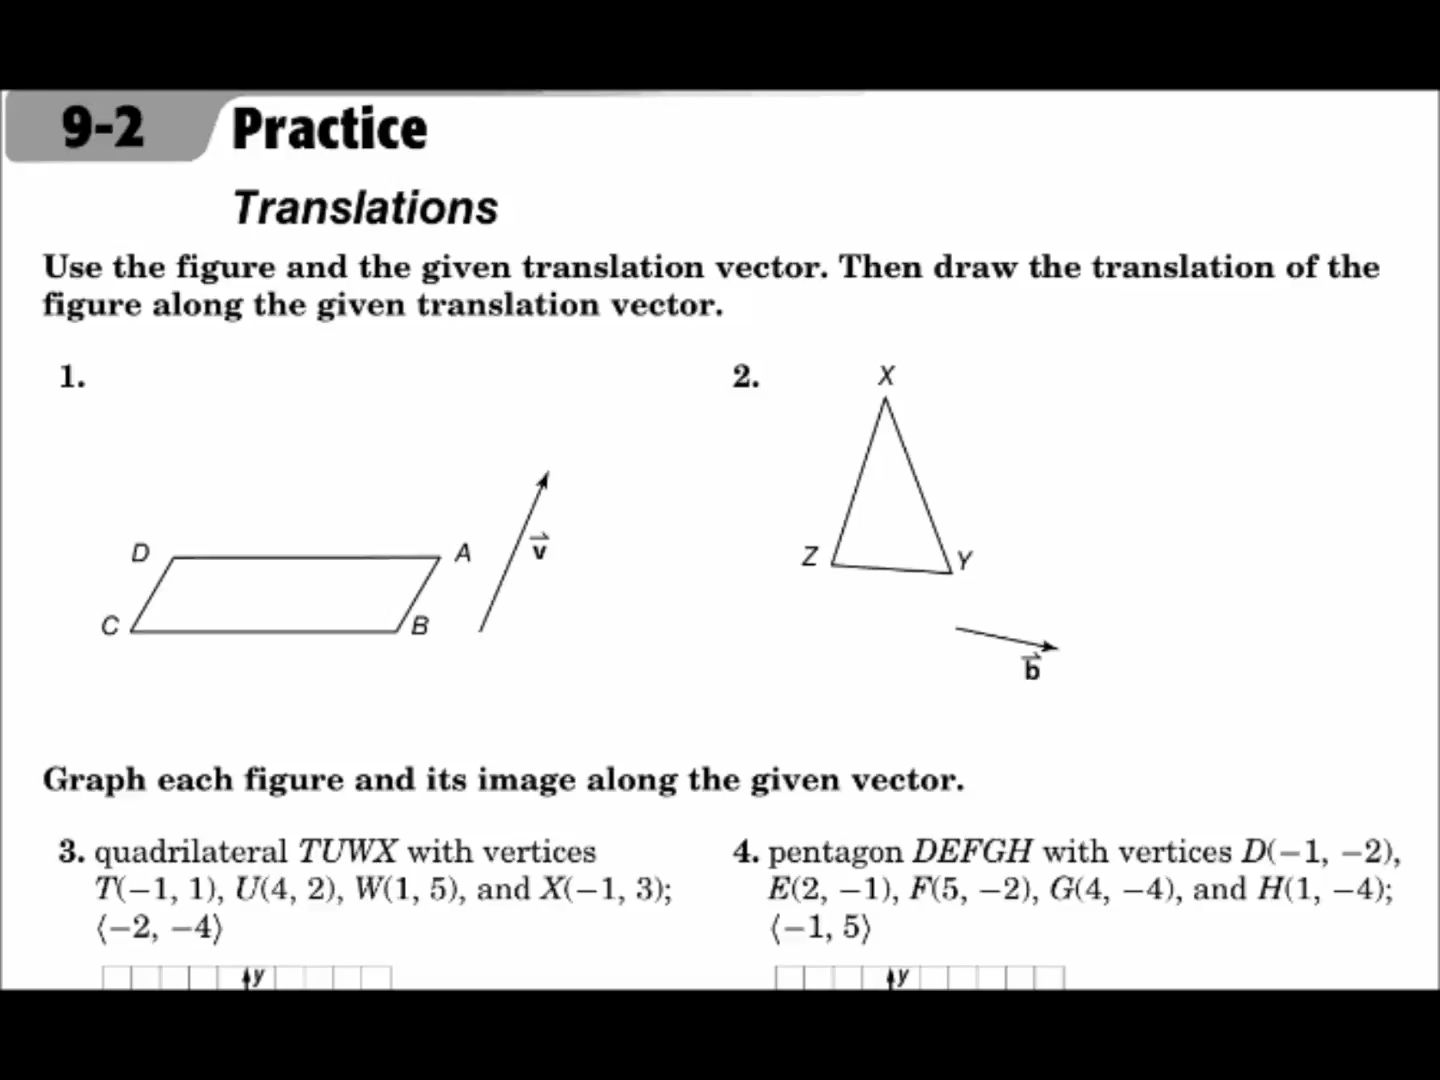 9-2 Practice
Translations
Use the figure and the given translation vector. Then draw the translation of the
figure along the given translation vector.
1.
D
A
C
B
v
2.
X
Z
Y
b
Graph each figure and its image along the given vector.
3. quadrilateral TUWX with vertices
T(−1, 1), U(4, 2), W(1, 5), and X(−1, 3);
⟨−2, −4⟩
y
4. pentagon DEFGH with vertices D(−1, −2),
E(2, −1), F(5, −2), G(4, −4), and H(1, −4);
⟨−1, 5⟩
y